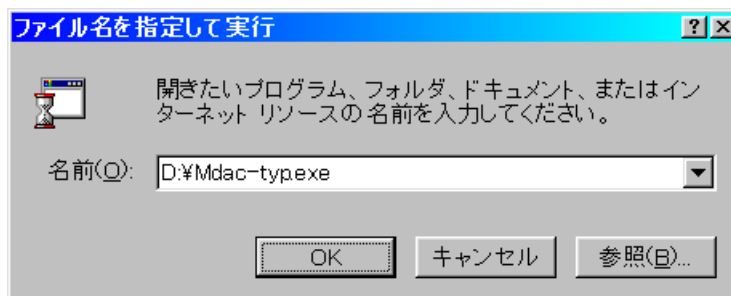 ファイル名を指定して実行
開きたいプログラム、フォルダ、ドキュメント、またはイン
ターネット リソースの名前を入力してください。
名前(O): D:¥Mdac-typ.exe
OK キャンセル 参照(B)...